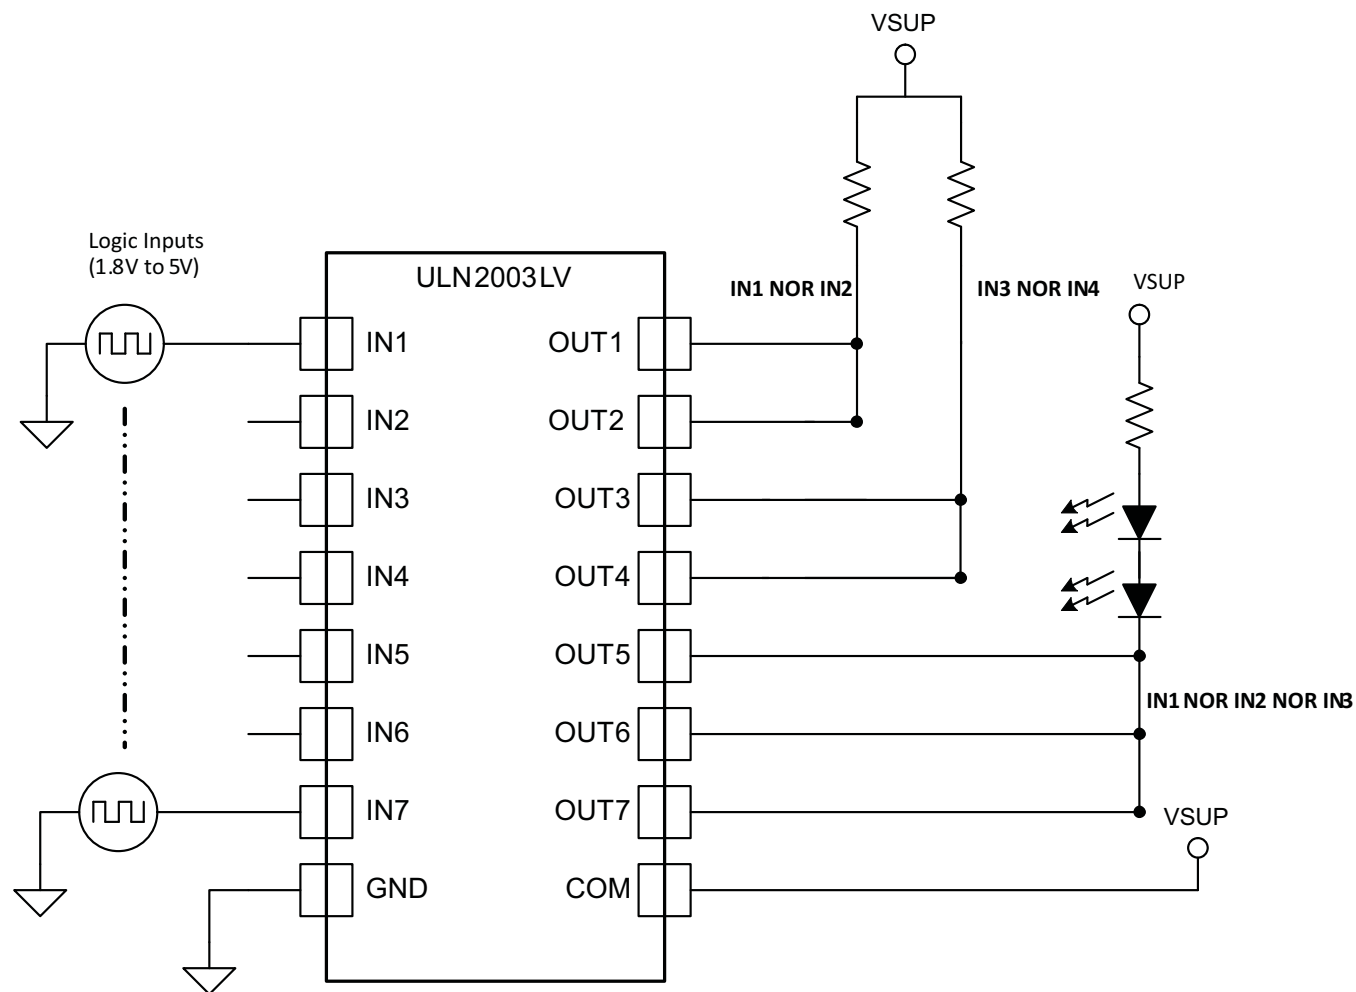 VSUP
Logic Inputs
(1.8V to 5V)
ULN2003LV
IN1 NOR IN2
IN3 NOR IN4
VSUP
IN1
OUT1
IN2
OUT2
IN3
OUT3
IN4
OUT4
IN5
OUT5
IN1 NOR IN2 NOR IN3
IN6
OUT6
IN7
OUT7
VSUP
GND
COM